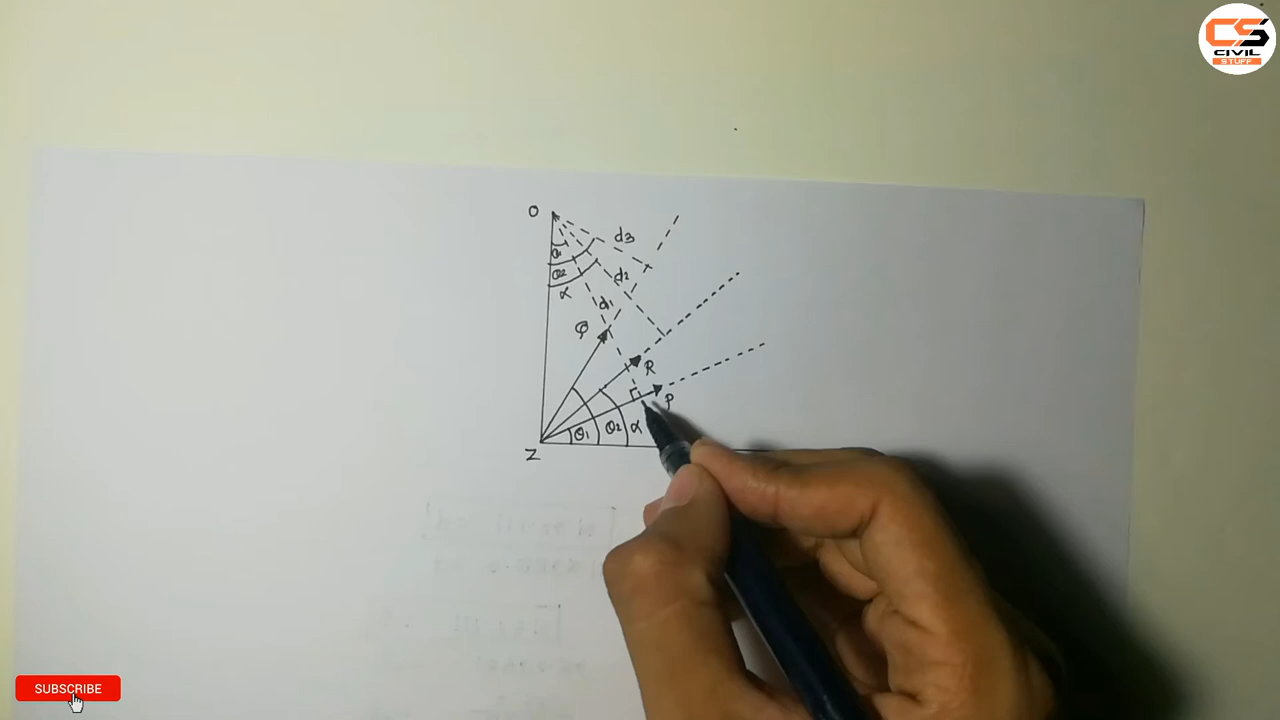 CS
CIVIL
STUFF
O
d3
θ1
θ2
d2
α
d1
Q
R
P
θ1
θ2
α
Z
SUBSCRIBE